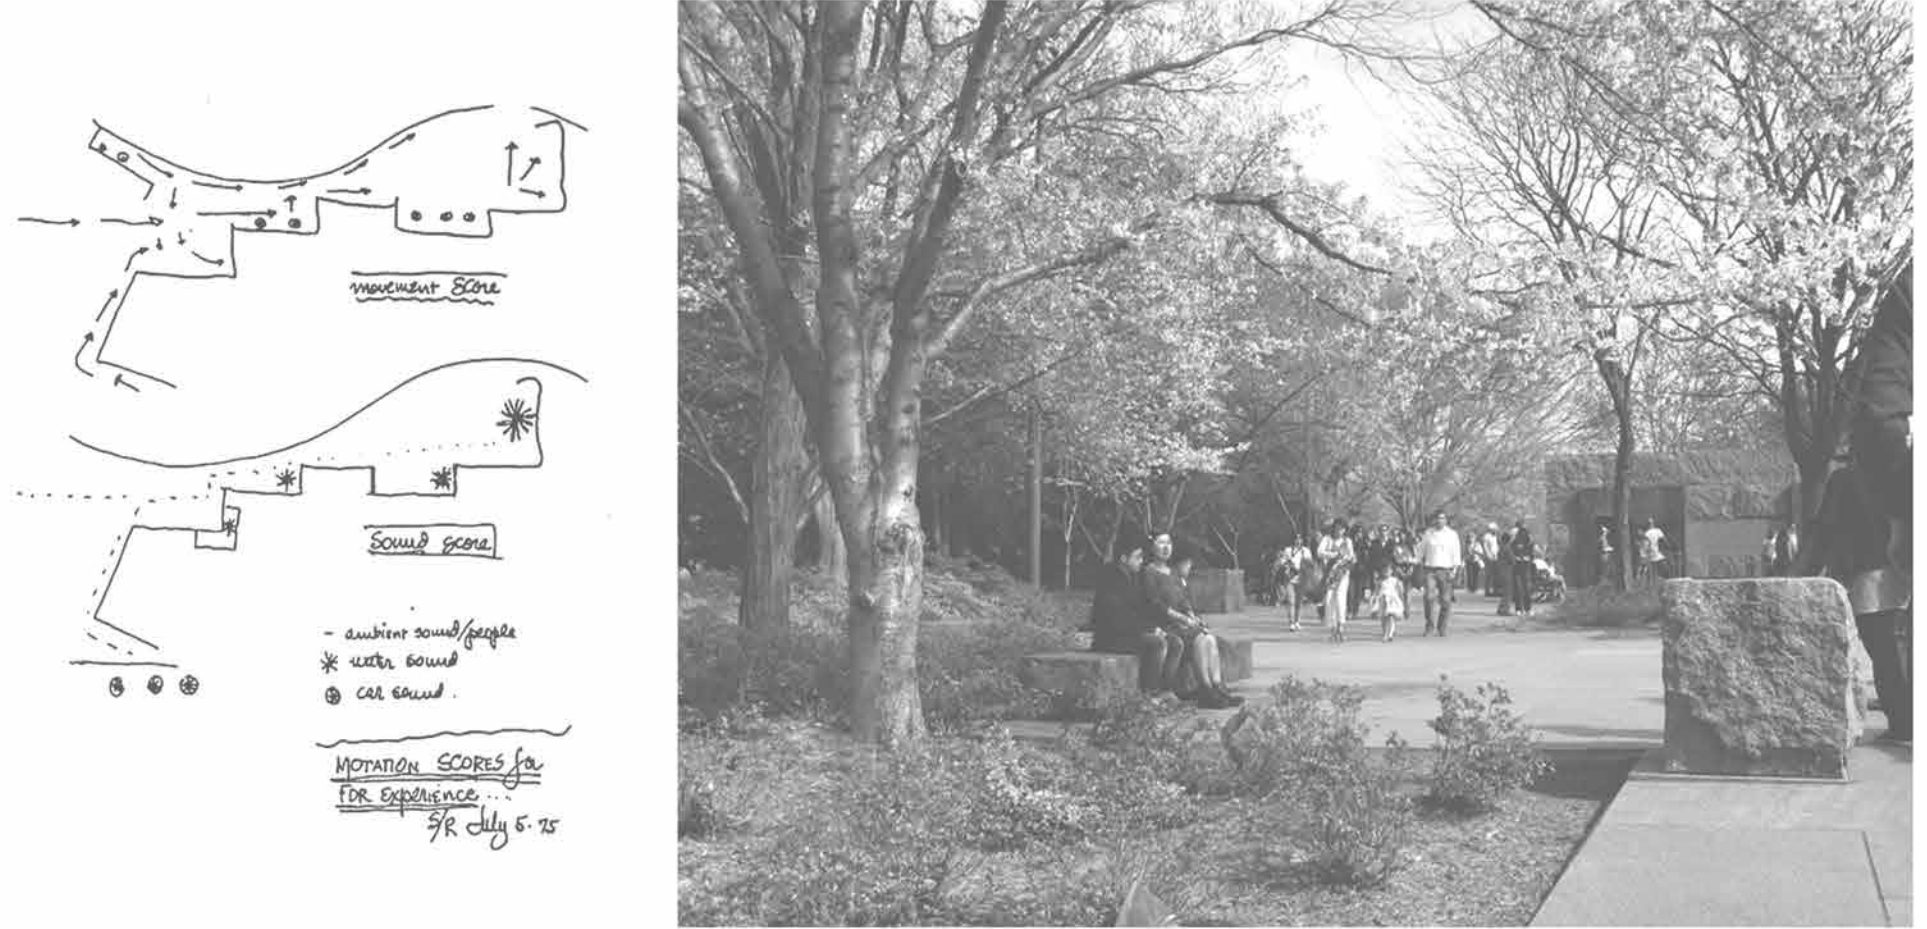 movement Score
Sound score
- ambient sound/people
water sound
car sound.
MOTATION SCORES for
FDR Experience...
S/R July 5. 75